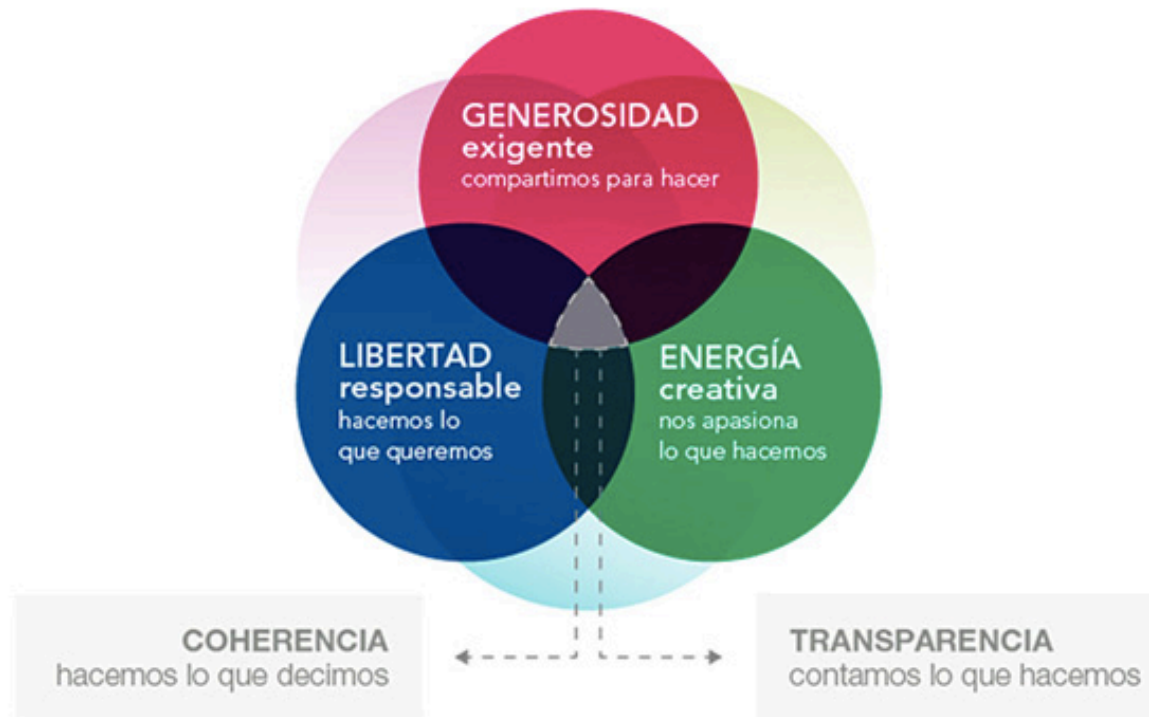 GENEROSIDAD
exigente
compartimos para hacer
LIBERTAD
responsable
hacemos lo
que queremos
ENERGÍA
creativa
nos apasiona
lo que hacemos
COHERENCIA
hacemos lo que decimos
TRANSPARENCIA
contamos lo que hacemos